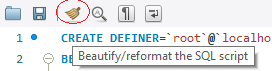 1 CREATE DEFINER=`root`@`localho
2 BE
Beautify/reformat the SQL script